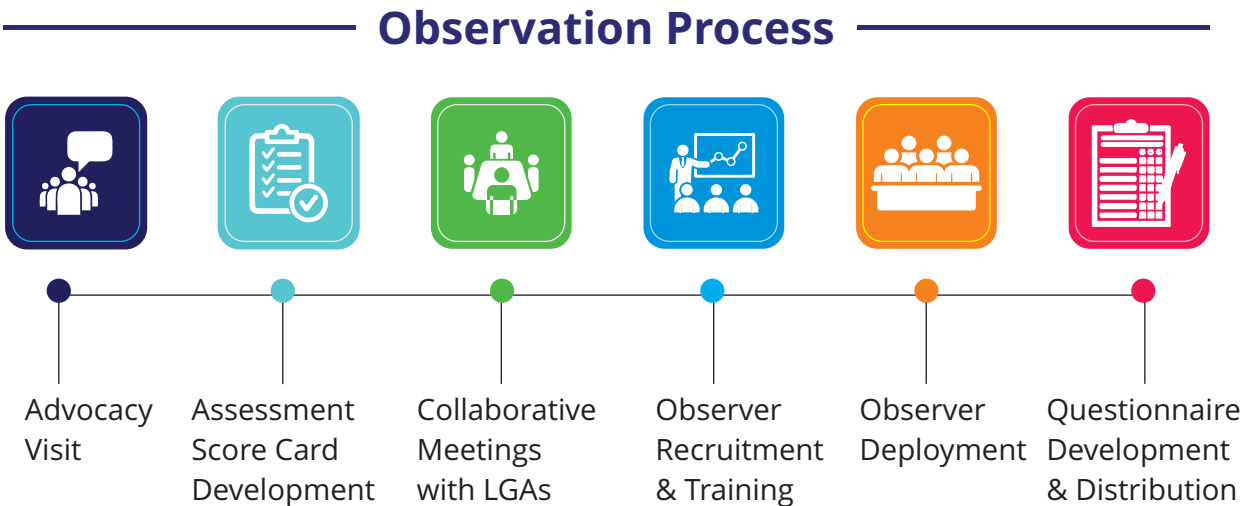 Observation Process
Advocacy
Visit
Assessment
Score Card
Development
Collaborative
Meetings
with LGAs
Observer
Recruitment
& Training
Observer
Deployment
Questionnaire
Development
& Distribution